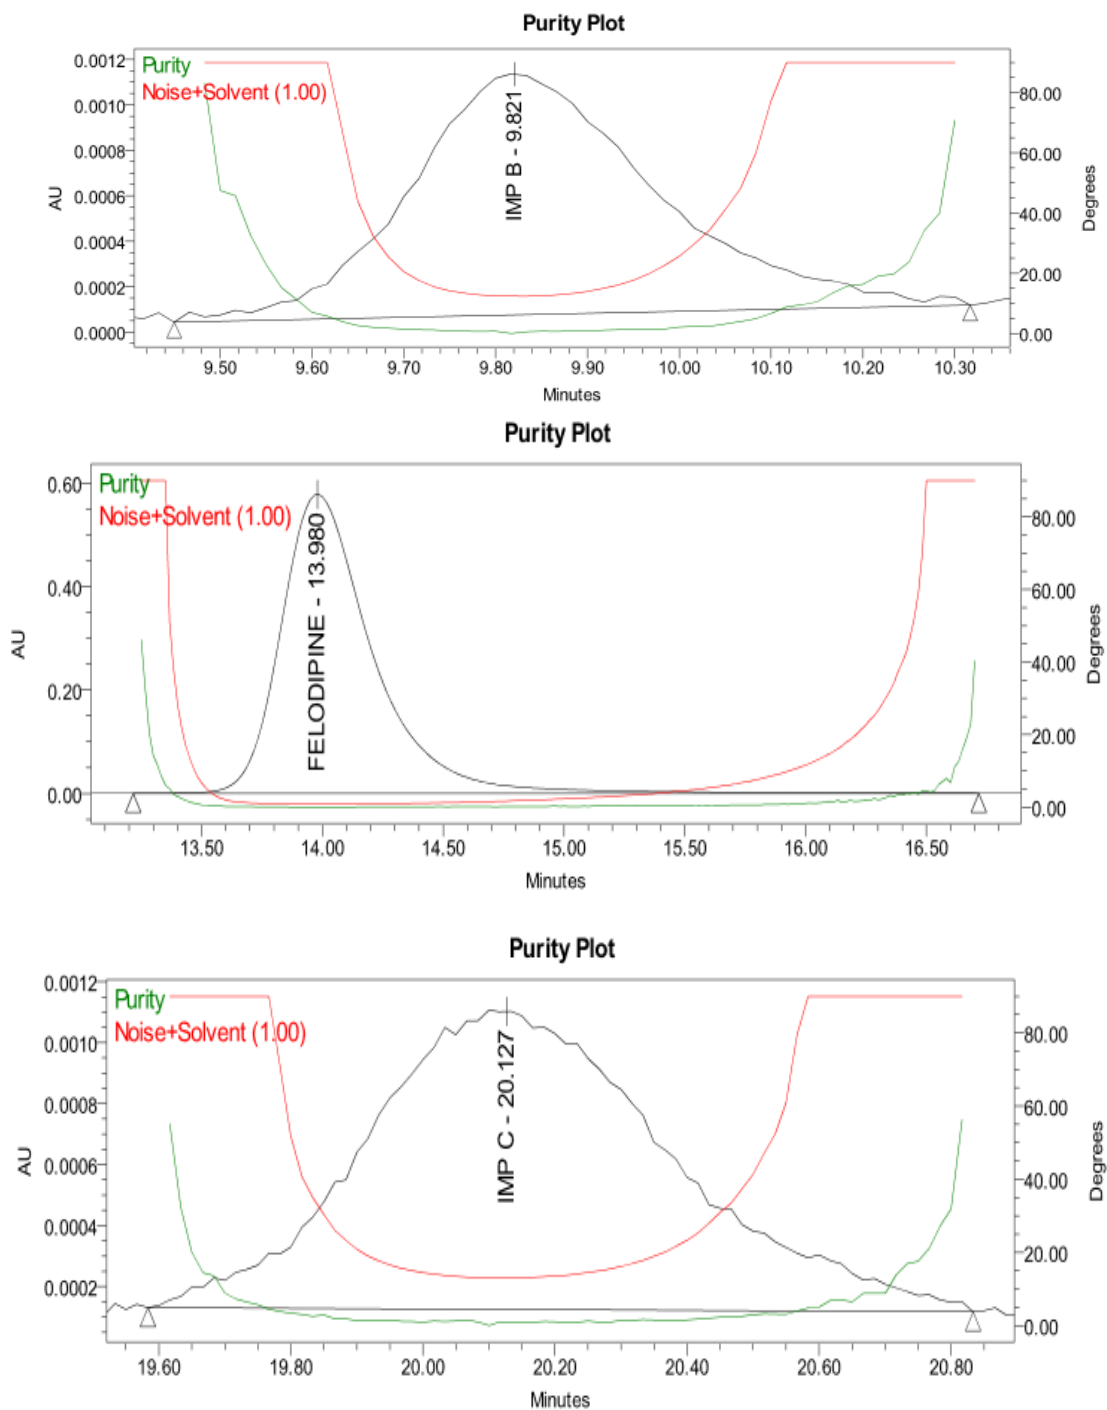 Purity Plot
Purity
Noise+Solvent (1.00)
IMP B - 9.821
AU
0.0012
0.0010
0.0008
0.0006
0.0004
0.0002
0.0000
80.00
60.00
40.00
20.00
0.00
Degrees
9.50 9.60 9.70 9.80 9.90 10.00 10.10 10.20 10.30
Minutes
Purity Plot
Purity
Noise+Solvent (1.00)
FELODIPINE - 13.980
AU
0.60
0.40
0.20
0.00
80.00
60.00
40.00
20.00
0.00
Degrees
13.50 14.00 14.50 15.00 15.50 16.00 16.50
Minutes
Purity Plot
Purity
Noise+Solvent (1.00)
IMP C - 20.127
AU
0.0012
0.0010
0.0008
0.0006
0.0004
0.0002
80.00
60.00
40.00
20.00
0.00
Degrees
19.60 19.80 20.00 20.20 20.40 20.60 20.80
Minutes